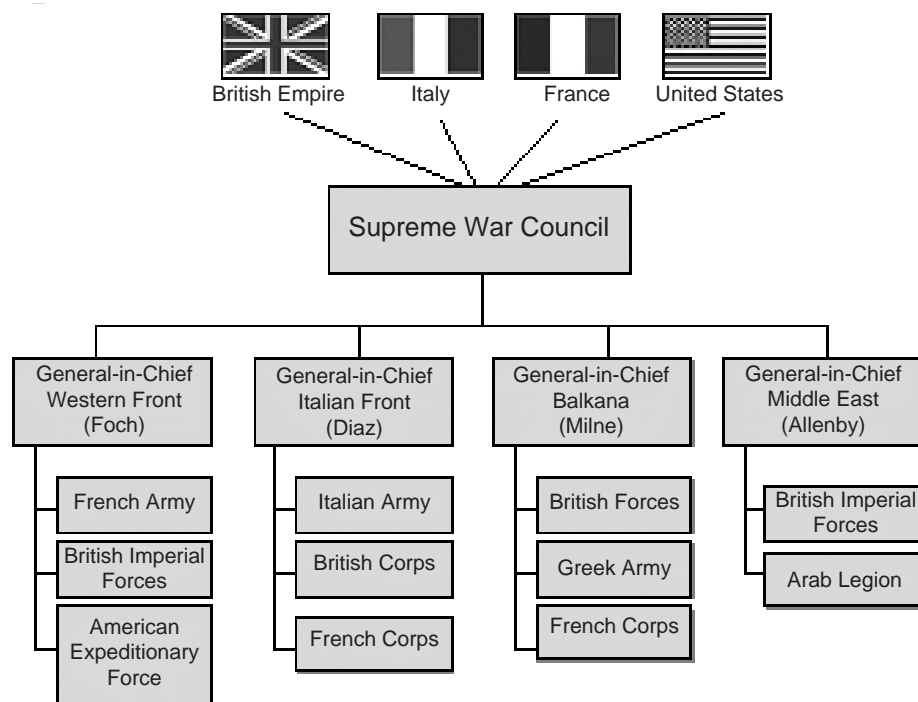 British Empire
Italy
France
United States
Supreme War Council
General-in-Chief
Western Front
(Foch)
General-in-Chief
Italian Front
(Diaz)
General-in-Chief
Balkana
(Milne)
General-in-Chief
Middle East
(Allenby)
French Army
British Imperial
Forces
American
Expeditionary
Force
Italian Army
British Corps
French Corps
British Forces
Greek Army
French Corps
British Imperial
Forces
Arab Legion